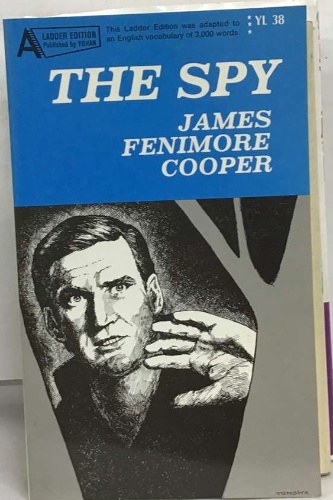 A LADDER EDITION
Published by YOHAN
This Ladder Edition was adapted to
an English vocabulary of 3,000 words.
YL 38
THE SPY
JAMES
FENIMORE
COOPER